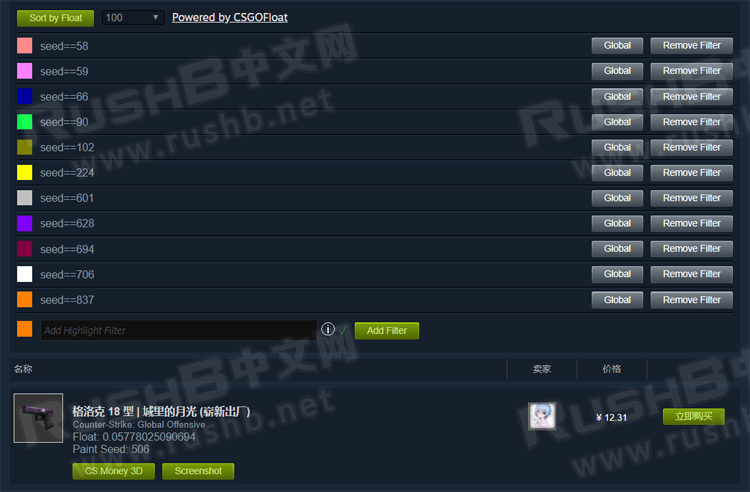 Sort by Float 100 Powered by CSGOFloat
seed==58 Global Remove Filter
seed==59 Global Remove Filter
seed==66 Global Remove Filter
seed==90 Global Remove Filter
seed==102 Global Remove Filter
seed==224 Global Remove Filter
seed==601 Global Remove Filter
seed==628 Global Remove Filter
seed==694 Global Remove Filter
seed==706 Global Remove Filter
seed==837 Global Remove Filter
Add Highlight Filter Add Filter
名称 卖家 价格
格洛克 18 型 | 城里的月光 (崭新出厂)
Counter-Strike: Global Offensive
Float: 0.05778025090694
Paint Seed: 506
¥ 12.31 立即购买
CS.Money 3D Screenshot
RushB中文网
www.rushb.net